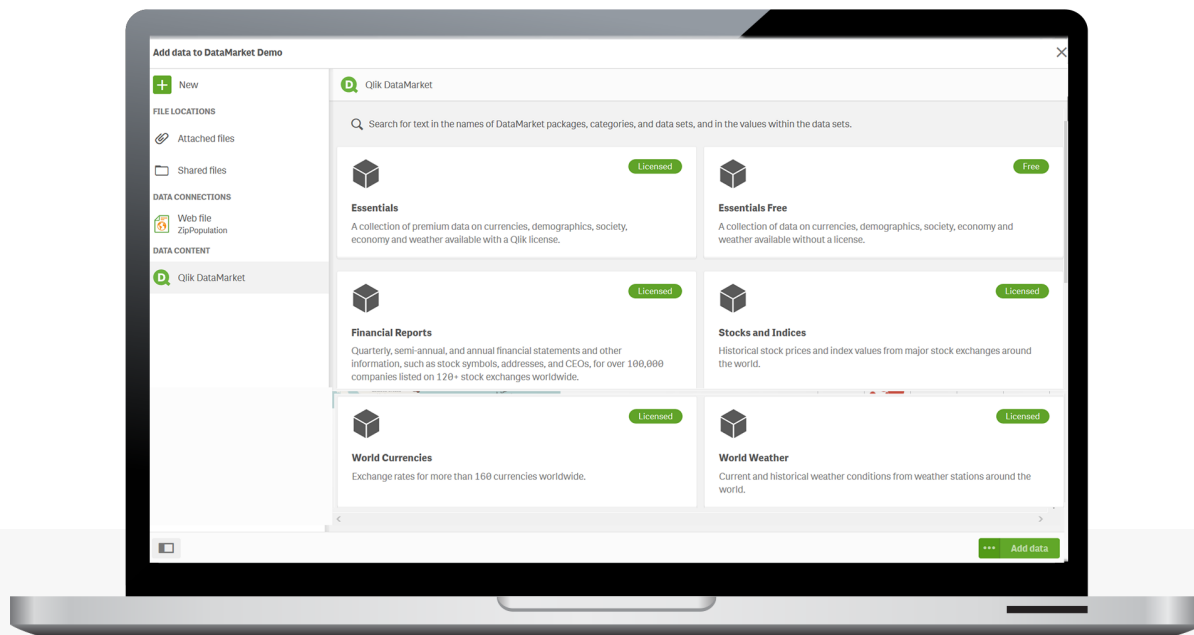 Add data to DataMarket Demo
New
FILE LOCATIONS
Attached files
Shared files
DATA CONNECTIONS
Web file
ZipPopulation
DATA CONTENT
Qlik DataMarket
Qlik DataMarket
Search for text in the names of DataMarket packages, categories, and data sets, and in the values within the data sets.
Licensed
Essentials
A collection of premium data on currencies, demographics, society,
economy and weather available with a Qlik license.
Free
Essentials Free
A collection of data on currencies, demographics, society, economy and
weather available without a license.
Licensed
Financial Reports
Quarterly, semi-annual, and annual financial statements and other
information, such as stock symbols, addresses, and CEOs, for over 100,000
companies listed on 120+ stock exchanges worldwide.
Licensed
Stocks and Indices
Historical stock prices and index values from major stock exchanges around
the world.
Licensed
World Currencies
Exchange rates for more than 160 currencies worldwide.
Licensed
World Weather
Current and historical weather conditions from weather stations around the
world.
Add data